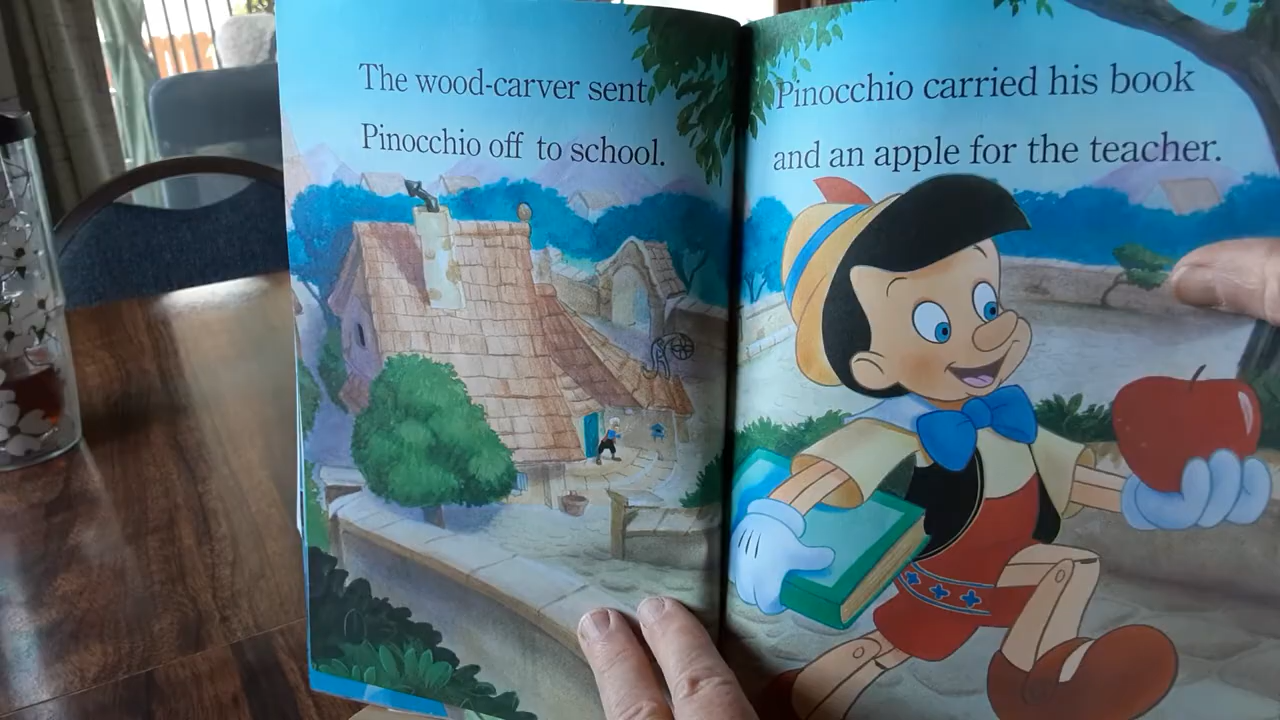 The wood-carver sent
Pinocchio off to school.
Pinocchio carried his book
and an apple for the teacher.